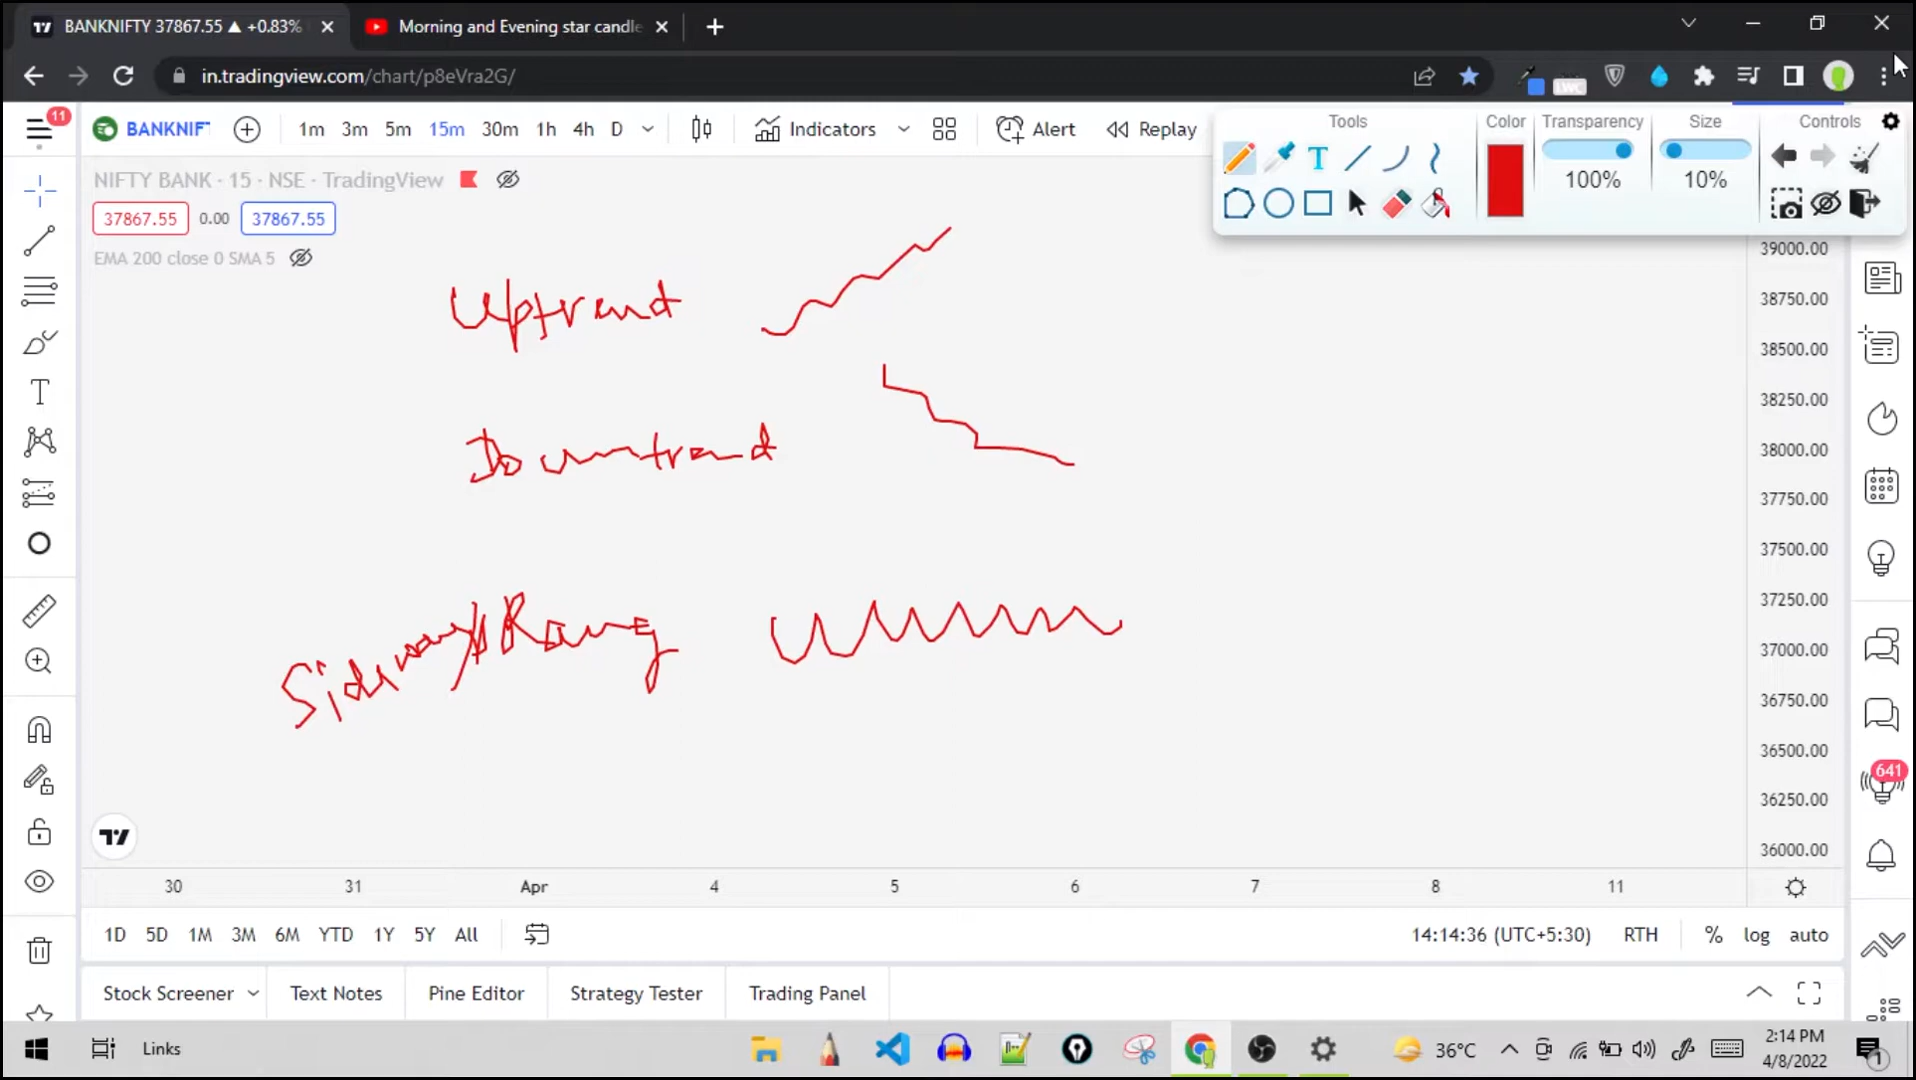 BANKNIFTY 37867.55 ▲ +0.83%
Morning and Evening star candle
in.tradingview.com/chart/p8eVra2G/
11
BANKNIF
1m 3m 5m 15m 30m 1h 4h D
Indicators
Alert
Replay
Tools
Color
Transparency
100%
Size
10%
Controls
NIFTY BANK · 15 · NSE · TradingView
37867.55 0.00 37867.55
EMA 200 close 0 SMA 5
Uptrend
Downtrend
Sideways/Rang
39000.00
38750.00
38500.00
38250.00
38000.00
37750.00
37500.00
37250.00
37000.00
36750.00
36500.00
36250.00
36000.00
641
30 31 Apr 4 5 6 7 8 11
1D 5D 1M 3M 6M YTD 1Y 5Y All
14:14:36 (UTC+5:30) RTH % log auto
Stock Screener Text Notes Pine Editor Strategy Tester Trading Panel
Links
36°C
2:14 PM
4/8/2022
1